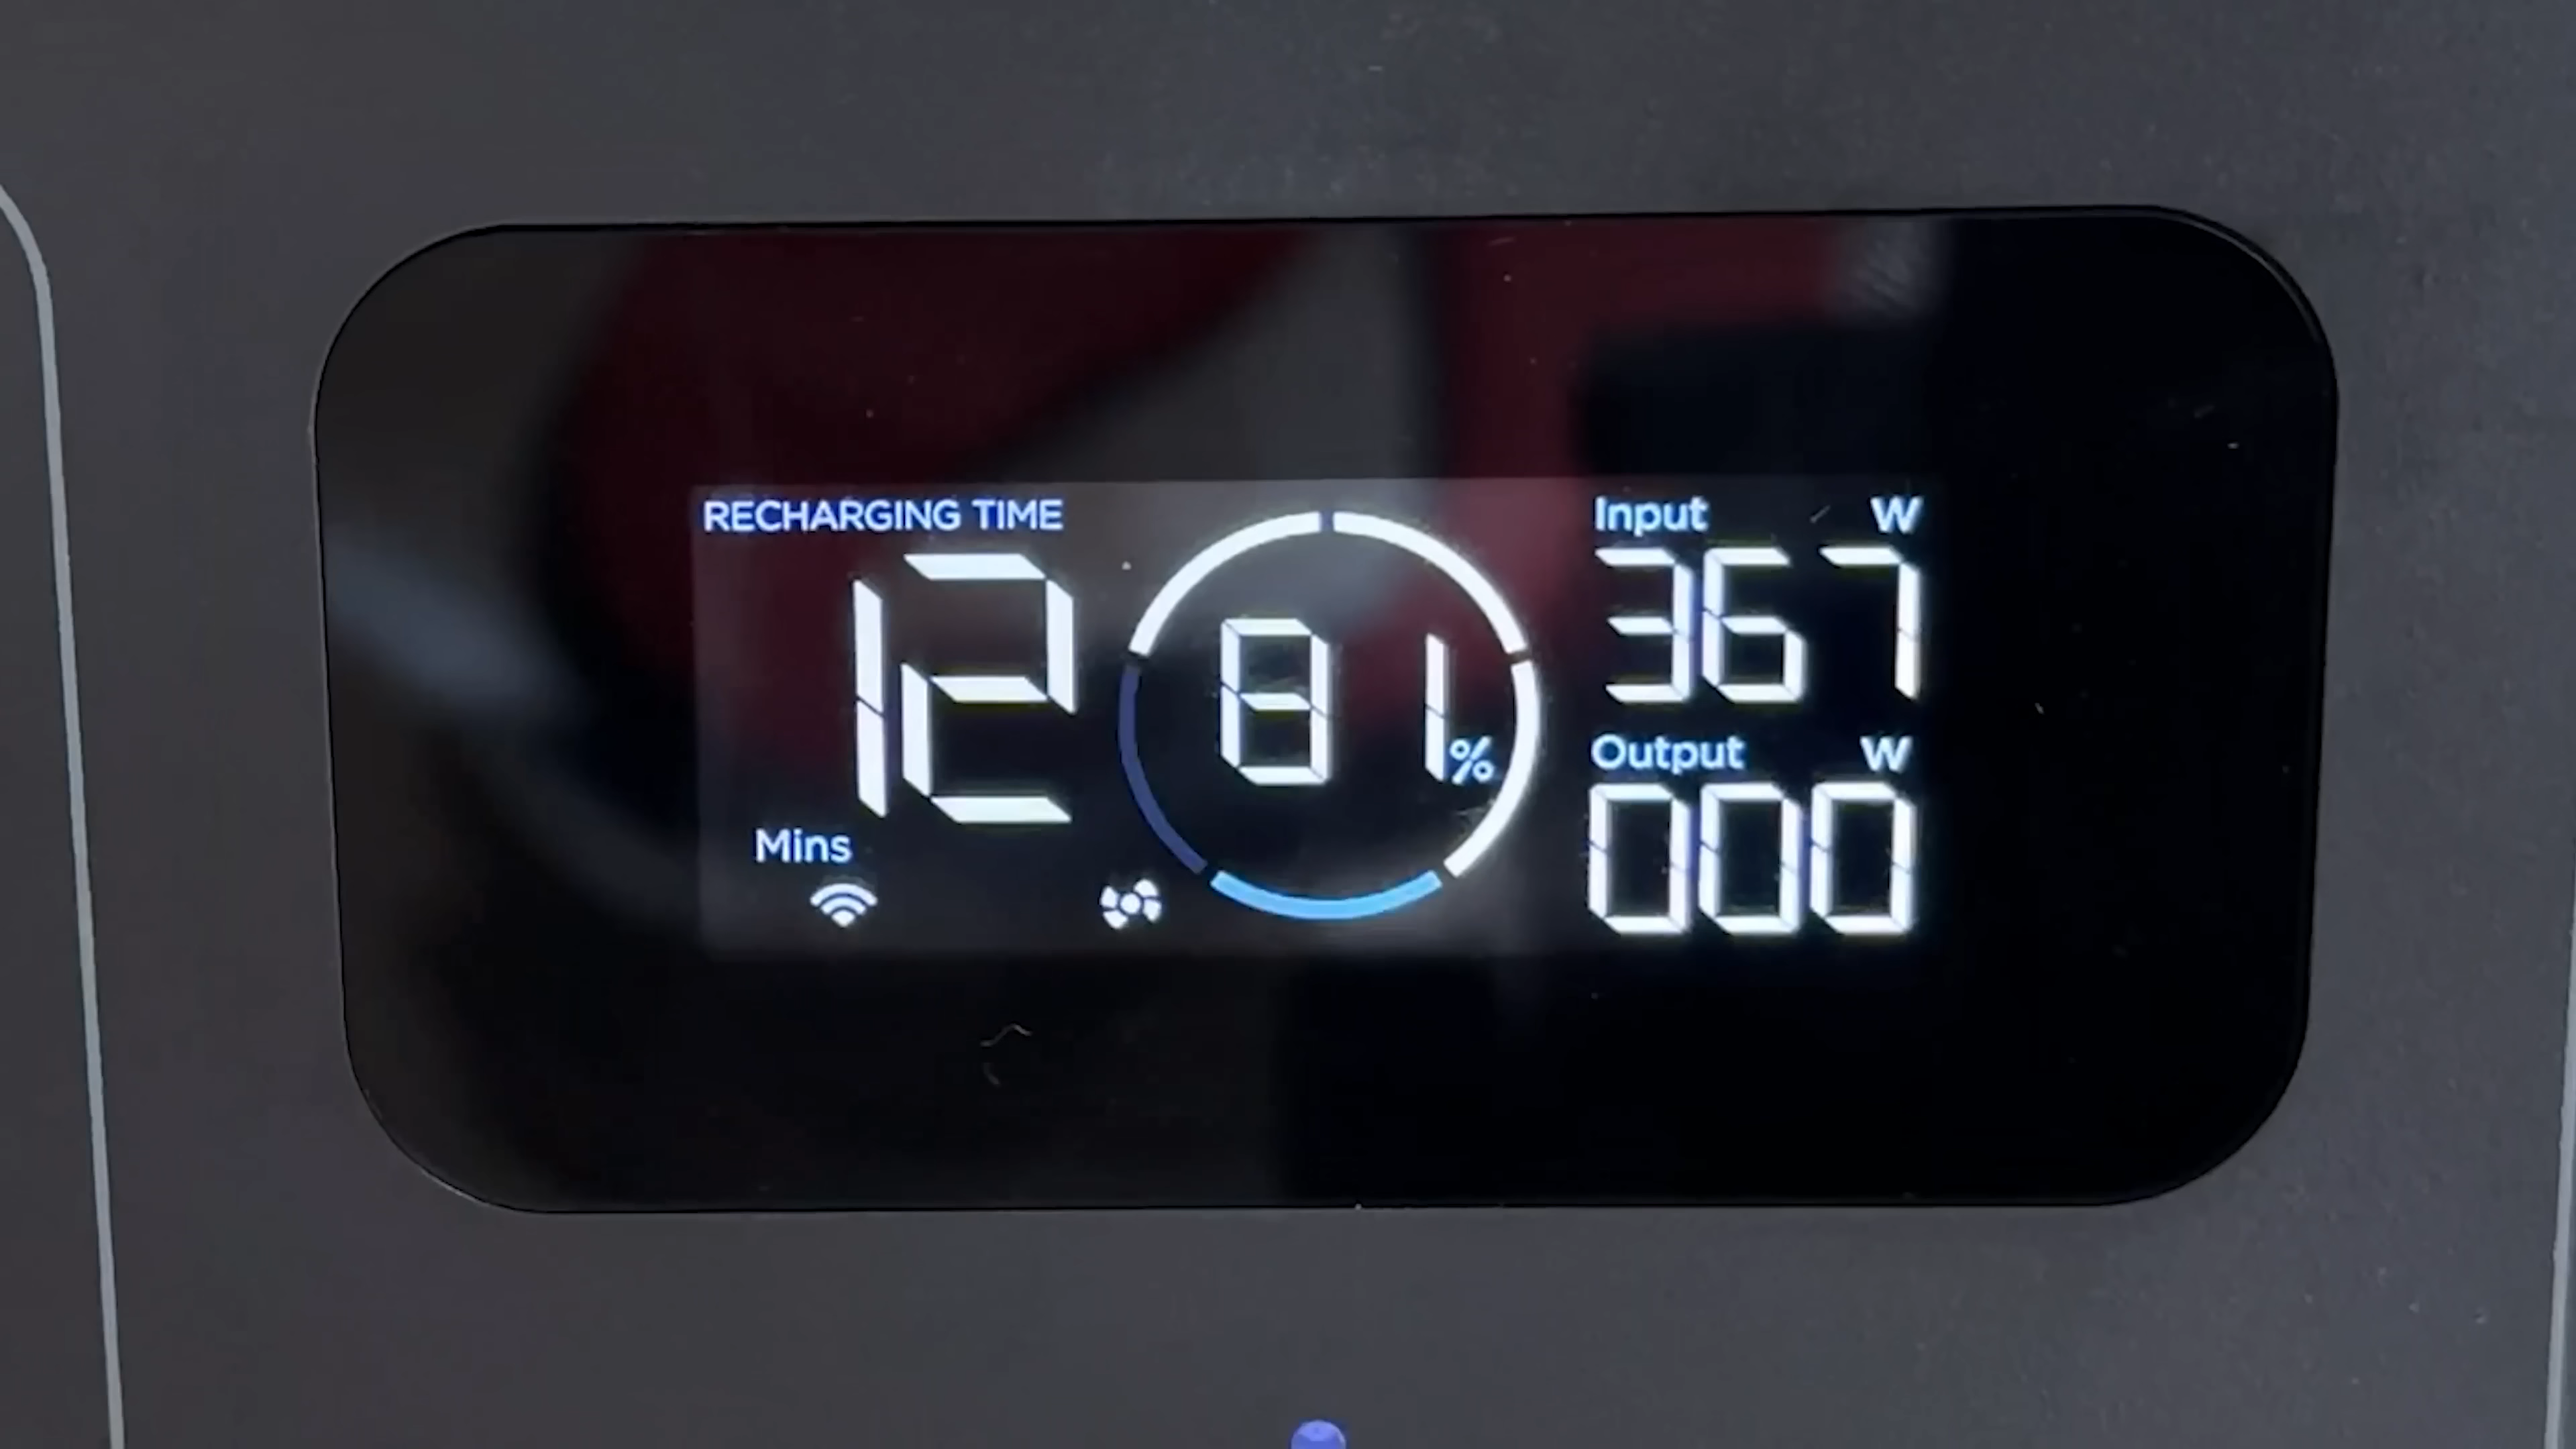 RECHARGING TIME
12
Mins
81%
Input W
367
Output W
000